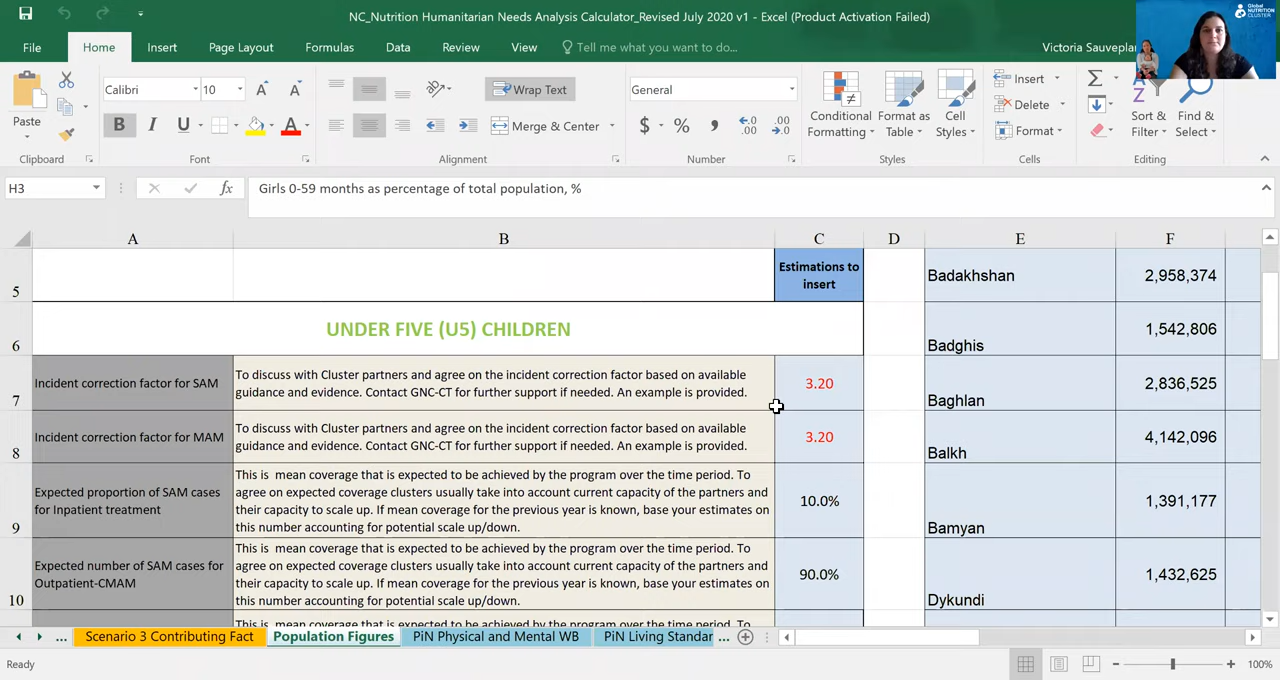 NC_Nutrition Humanitarian Needs Analysis Calculator_Revised July 2020 v1 - Excel (Product Activation Failed)
Global
NUTRITION
CLUSTER
File
Home
Insert
Page Layout
Formulas
Data
Review
View
Tell me what you want to do...
Victoria Sauveplan
Paste
Clipboard
Calibri
10
A
A
B
I
U
A
Font
Wrap Text
Merge & Center
Alignment
General
$
%
,
←.0
.00
.00
→.0
Number
Conditional
Formatting
Format as
Table
Cell
Styles
Styles
Insert
Delete
Format
Cells
Σ
A
Z
Sort &
Filter
Find &
Select
Editing
H3
fx
Girls 0-59 months as percentage of total population, %
A
B
C
D
E
F
5
Estimations to
insert
Badakhshan
2,958,374
6
UNDER FIVE (U5) CHILDREN
Badghis
1,542,806
7
Incident correction factor for SAM
To discuss with Cluster partners and agree on the incident correction factor based on available
guidance and evidence. Contact GNC-CT for further support if needed. An example is provided.
3.20
Baghlan
2,836,525
8
Incident correction factor for MAM
To discuss with Cluster partners and agree on the incident correction factor based on available
guidance and evidence. Contact GNC-CT for further support if needed. An example is provided.
3.20
Balkh
4,142,096
9
Expected proportion of SAM cases
for Inpatient treatment
This is  mean coverage that is expected to be achieved by the program over the time period. To
agree on expected coverage clusters usually take into account current capacity of the partners and
their capacity to scale up. If mean coverage for the previous year is known, base your estimates on
this number accounting for potential scale up/down.
10.0%
Bamyan
1,391,177
10
Expected number of SAM cases for
Outpatient-CMAM
This is  mean coverage that is expected to be achieved by the program over the time period. To
agree on expected coverage clusters usually take into account current capacity of the partners and
their capacity to scale up. If mean coverage for the previous year is known, base your estimates on
this number accounting for potential scale up/down.
90.0%
Dykundi
1,432,625
This is  mean coverage that is expected to be achieved by the program over the time period. To
...
Scenario 3 Contributing Fact
Population Figures
PiN Physical and Mental WB
PiN Living Standar
...
Ready
100%